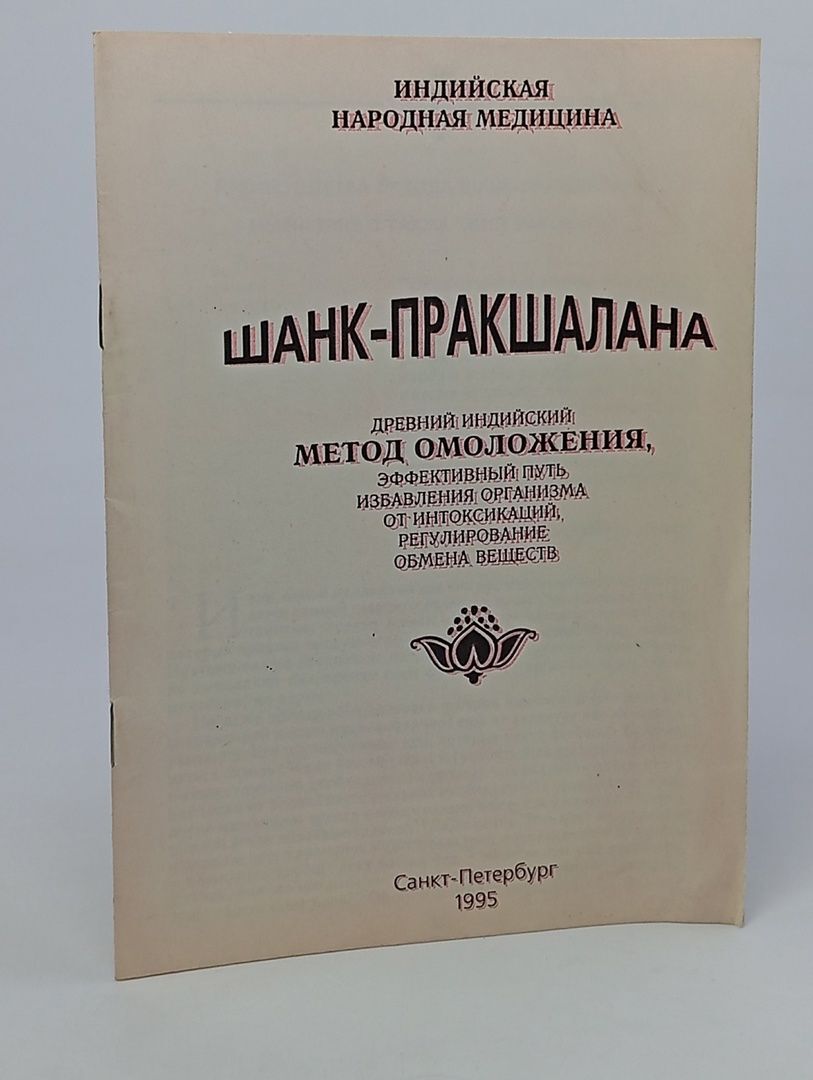 ИНДИЙСКАЯ
НАРОДНАЯ МЕДИЦИНА
ШАНК-ПРАКШАЛАНА
ДРЕВНИЙ ИНДИЙСКИЙ
МЕТОД ОМОЛОЖЕНИЯ,
ЭФФЕКТИВНЫЙ ПУТЬ
ИЗБАВЛЕНИЯ ОРГАНИЗМА
ОТ ИНТОКСИКАЦИЙ,
РЕГУЛИРОВАНИЕ
ОБМЕНА ВЕЩЕСТВ
Санкт-Петербург
1995